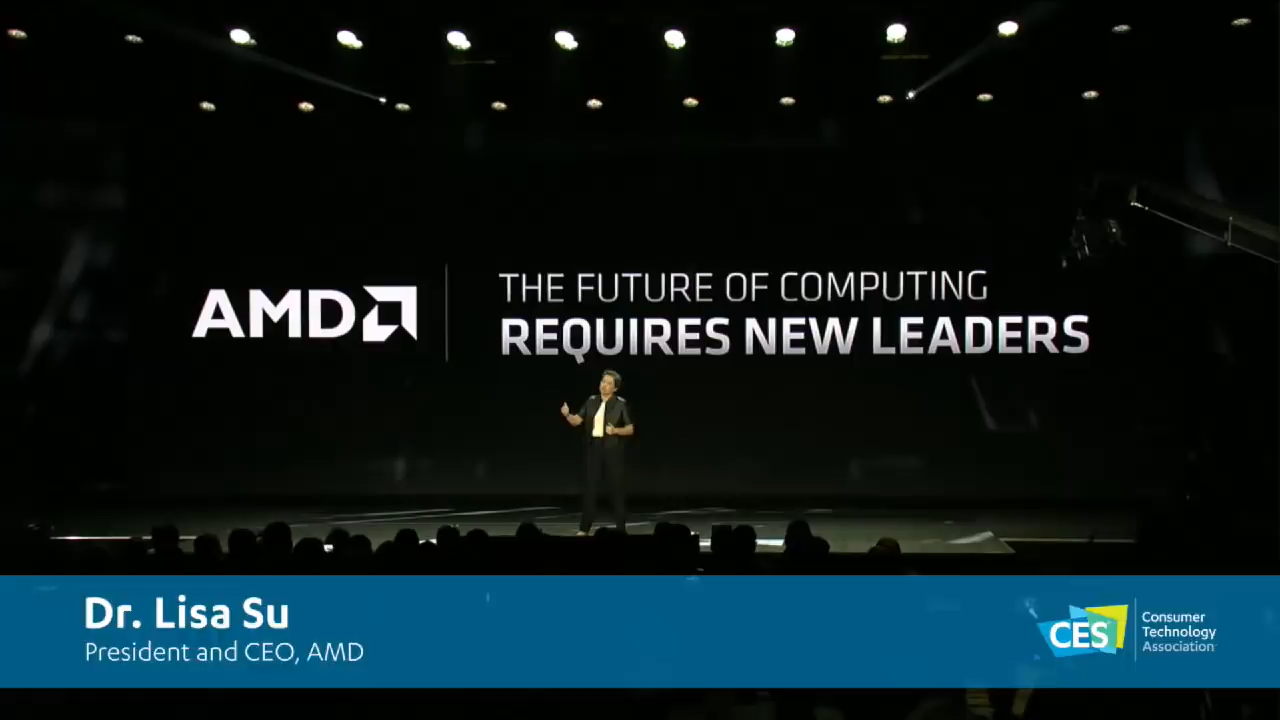 AMD
THE FUTURE OF COMPUTING
REQUIRES NEW LEADERS
Dr. Lisa Su
President and CEO, AMD
CES
Consumer
Technology
Association